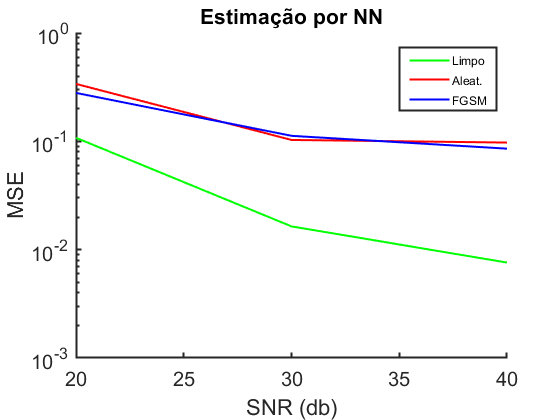 Estimação por NN
Limpo
Aleat.
FGSM
10^0
10^-1
10^-2
10^-3
MSE
20 25 30 35 40
SNR (db)